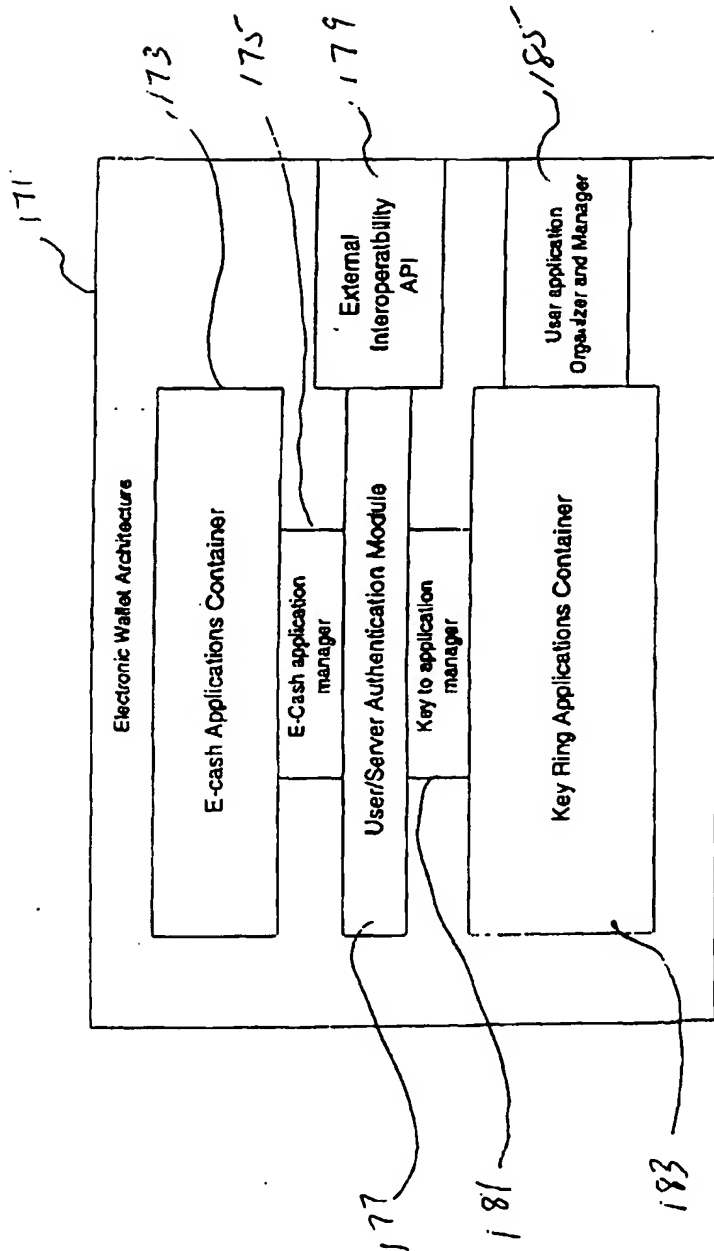 171
Electronic Wallet Architecture
173
E-cash Applications Container
175
E-Cash application
manager
179
External
Interoperatbility
API
177
User/Server Authentication Module
181
Key to application
manager
183
Key Ring Applications Container
185
User application
Organizer and Manager